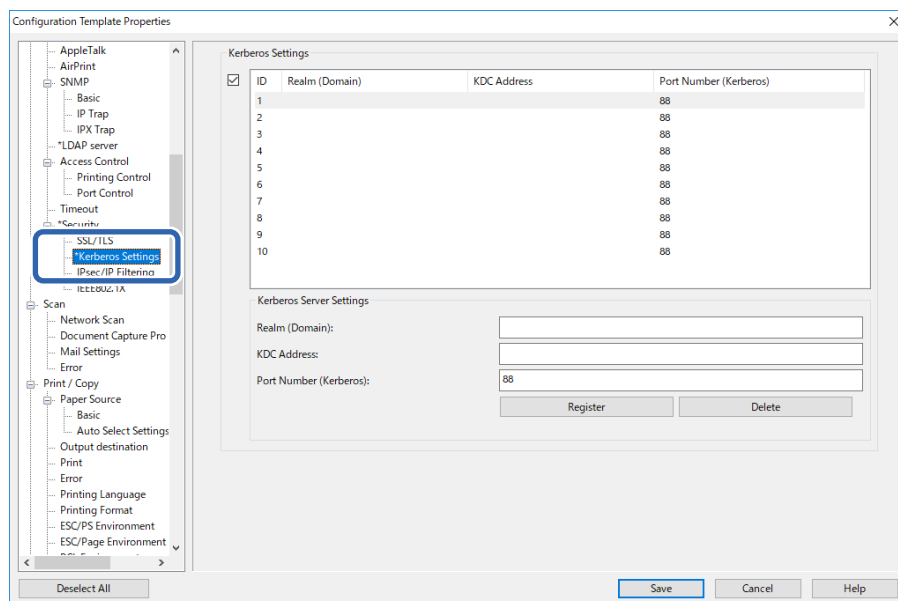 Configuration Template Properties
AppleTalk
AirPrint
SNMP
Basic
IP Trap
IPX Trap
*LDAP server
Access Control
Printing Control
Port Control
Timeout
*Security
SSL/TLS
*Kerberos Settings
IPsec/IP Filtering
IEEE802.1X
Scan
Network Scan
Document Capture Pro
Mail Settings
Error
Print / Copy
Paper Source
Basic
Auto Select Settings
Output destination
Print
Error
Printing Language
Printing Format
ESC/PS Environment
ESC/Page Environment
Kerberos Settings
ID Realm (Domain) KDC Address Port Number (Kerberos)
1 88
2 88
3 88
4 88
5 88
6 88
7 88
8 88
9 88
10 88
Kerberos Server Settings
Realm (Domain):
KDC Address:
Port Number (Kerberos): 88
Register Delete
Deselect All Save Cancel Help